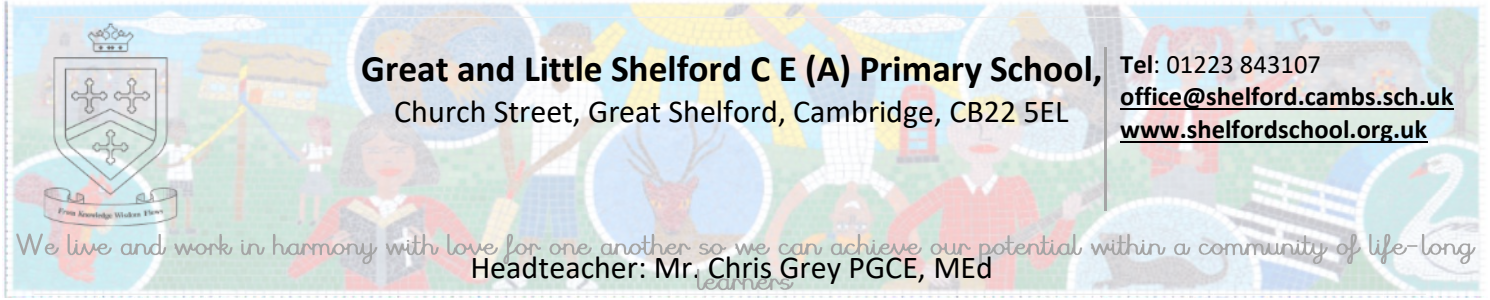 Great and Little Shelford C E (A) Primary School,
Church Street, Great Shelford, Cambridge, CB22 5EL
Tel: 01223 843107
office@shelford.cambs.sch.uk
www.shelfordschool.org.uk
From Knowledge Wisdom Flows
We live and work in harmony with love for one another so we can achieve our potential within a community of life-long
learners
Headteacher: Mr. Chris Grey PGCE, MEd